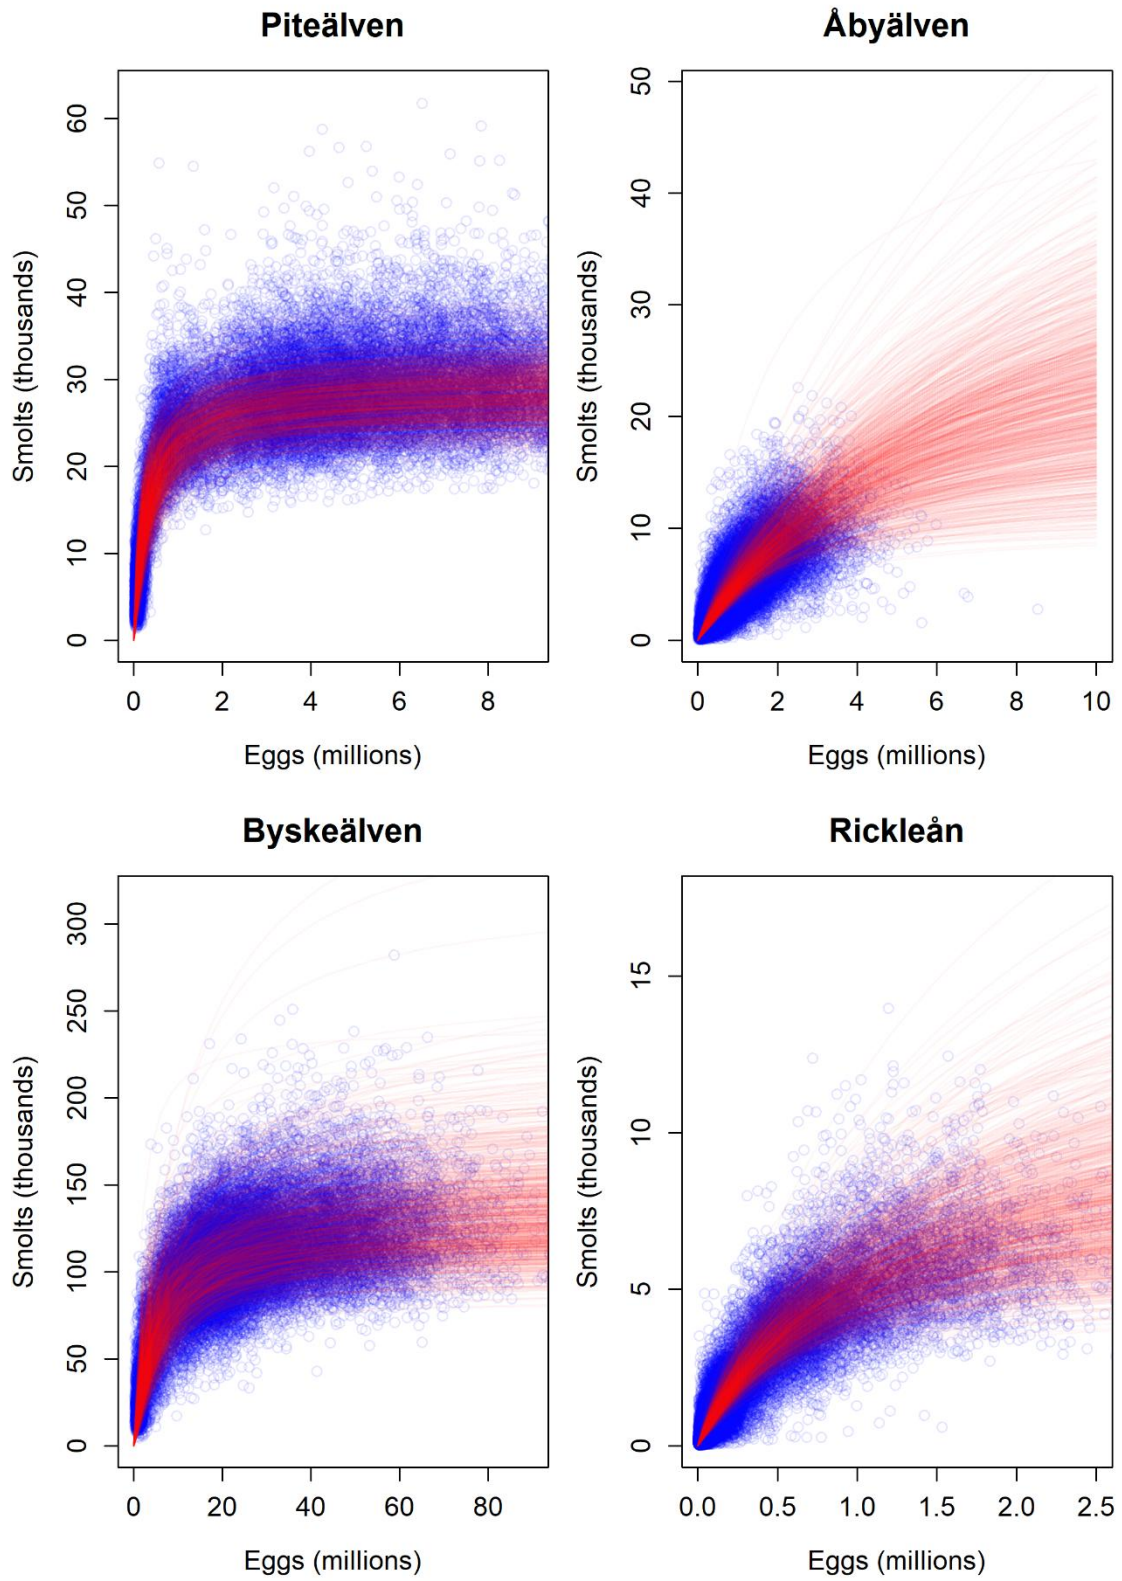 Piteälven
Smolts (thousands)
0 10 20 30 40 50 60
0 2 4 6 8
Eggs (millions)
Åbyälven
Smolts (thousands)
0 10 20 30 40 50
0 2 4 6 8 10
Eggs (millions)
Byskeälven
Smolts (thousands)
0 50 100 150 200 250 300
0 20 40 60 80
Eggs (millions)
Rickleån
Smolts (thousands)
0 5 10 15
0.0 0.5 1.0 1.5 2.0 2.5
Eggs (millions)